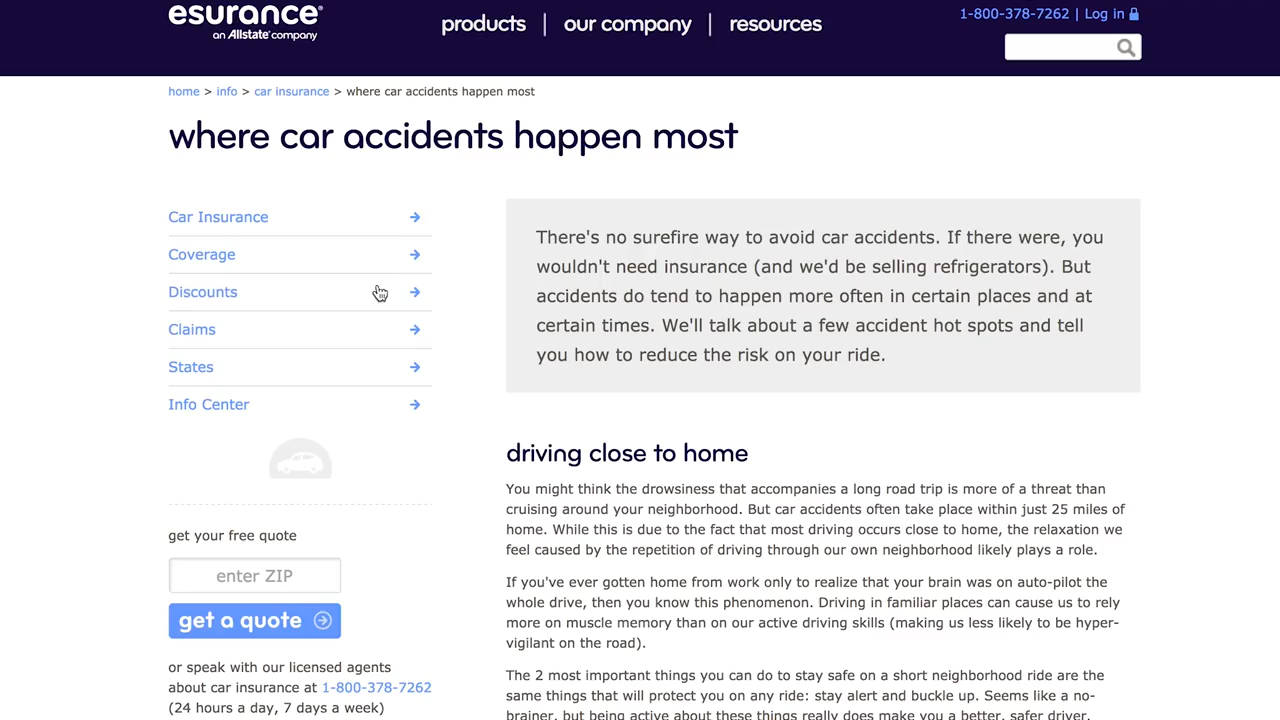 esurance®
an Allstate® company
products | our company | resources
1-800-378-7262 | Log in
home > info > car insurance > where car accidents happen most
where car accidents happen most
Car Insurance
Coverage
Discounts
Claims
States
Info Center
get your free quote
enter ZIP
get a quote
or speak with our licensed agents
about car insurance at 1-800-378-7262
(24 hours a day, 7 days a week)
There's no surefire way to avoid car accidents. If there were, you
wouldn't need insurance (and we'd be selling refrigerators). But
accidents do tend to happen more often in certain places and at
certain times. We'll talk about a few accident hot spots and tell
you how to reduce the risk on your ride.
driving close to home
You might think the drowsiness that accompanies a long road trip is more of a threat than
cruising around your neighborhood. But car accidents often take place within just 25 miles of
home. While this is due to the fact that most driving occurs close to home, the relaxation we
feel caused by the repetition of driving through our own neighborhood likely plays a role.
If you've ever gotten home from work only to realize that your brain was on auto-pilot the
whole drive, then you know this phenomenon. Driving in familiar places can cause us to rely
more on muscle memory than on our active driving skills (making us less likely to be hyper-
vigilant on the road).
The 2 most important things you can do to stay safe on a short neighborhood ride are the
same things that will protect you on any ride: stay alert and buckle up. Seems like a no-
brainer, but being active about these things really does make you a better, safer driver.